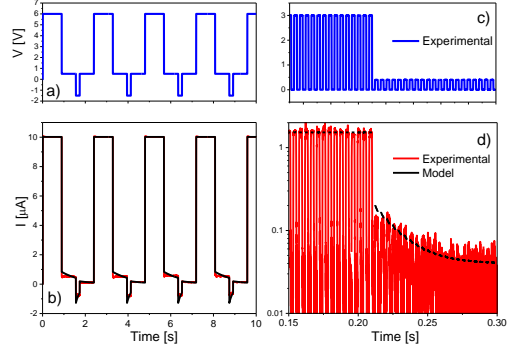 V [V]
7
6
5
4
3
2
1
0
-1
-2
a)
3
2
1
0
c)
Experimental
I [µA]
10
8
6
4
2
0
-2
b)
0 2 4 6 8 10
Time [s]
1
0.1
0.01
d)
Experimental
Model
0.15 0.20 0.25 0.30
Time [s]